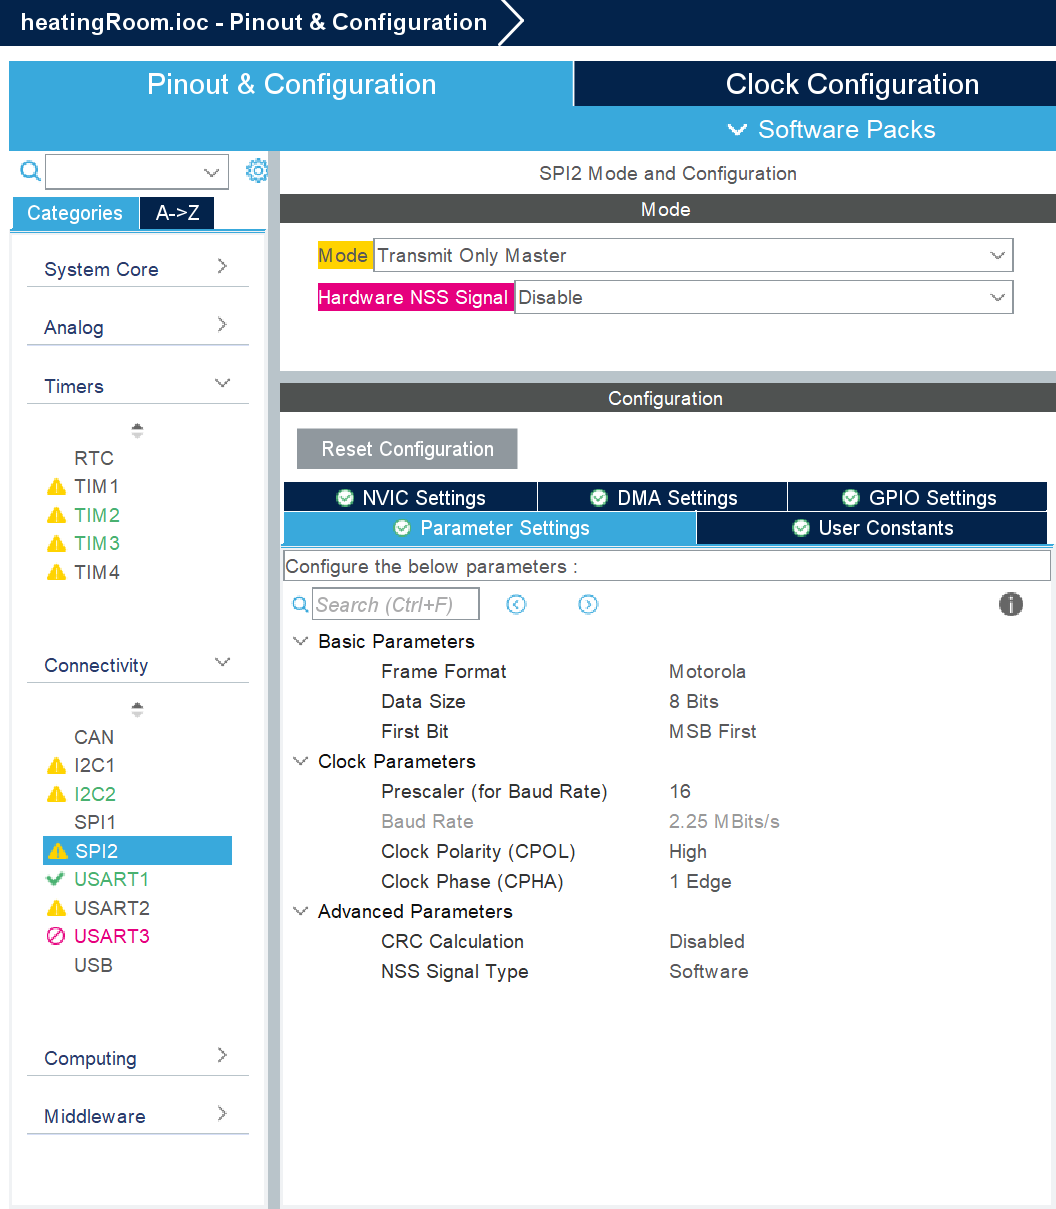 heatingRoom.ioc - Pinout & Configuration
Pinout & Configuration
Clock Configuration
Software Packs
Categories
A->Z
System Core
Analog
Timers
RTC
TIM1
TIM2
TIM3
TIM4
Connectivity
CAN
I2C1
I2C2
SPI1
SPI2
USART1
USART2
USART3
USB
Computing
Middleware
SPI2 Mode and Configuration
Mode
Mode Transmit Only Master
Hardware NSS Signal Disable
Configuration
Reset Configuration
NVIC Settings
DMA Settings
GPIO Settings
Parameter Settings
User Constants
Configure the below parameters :
Search (Ctrl+F)
Basic Parameters
Frame Format Motorola
Data Size 8 Bits
First Bit MSB First
Clock Parameters
Prescaler (for Baud Rate) 16
Baud Rate 2.25 MBits/s
Clock Polarity (CPOL) High
Clock Phase (CPHA) 1 Edge
Advanced Parameters
CRC Calculation Disabled
NSS Signal Type Software